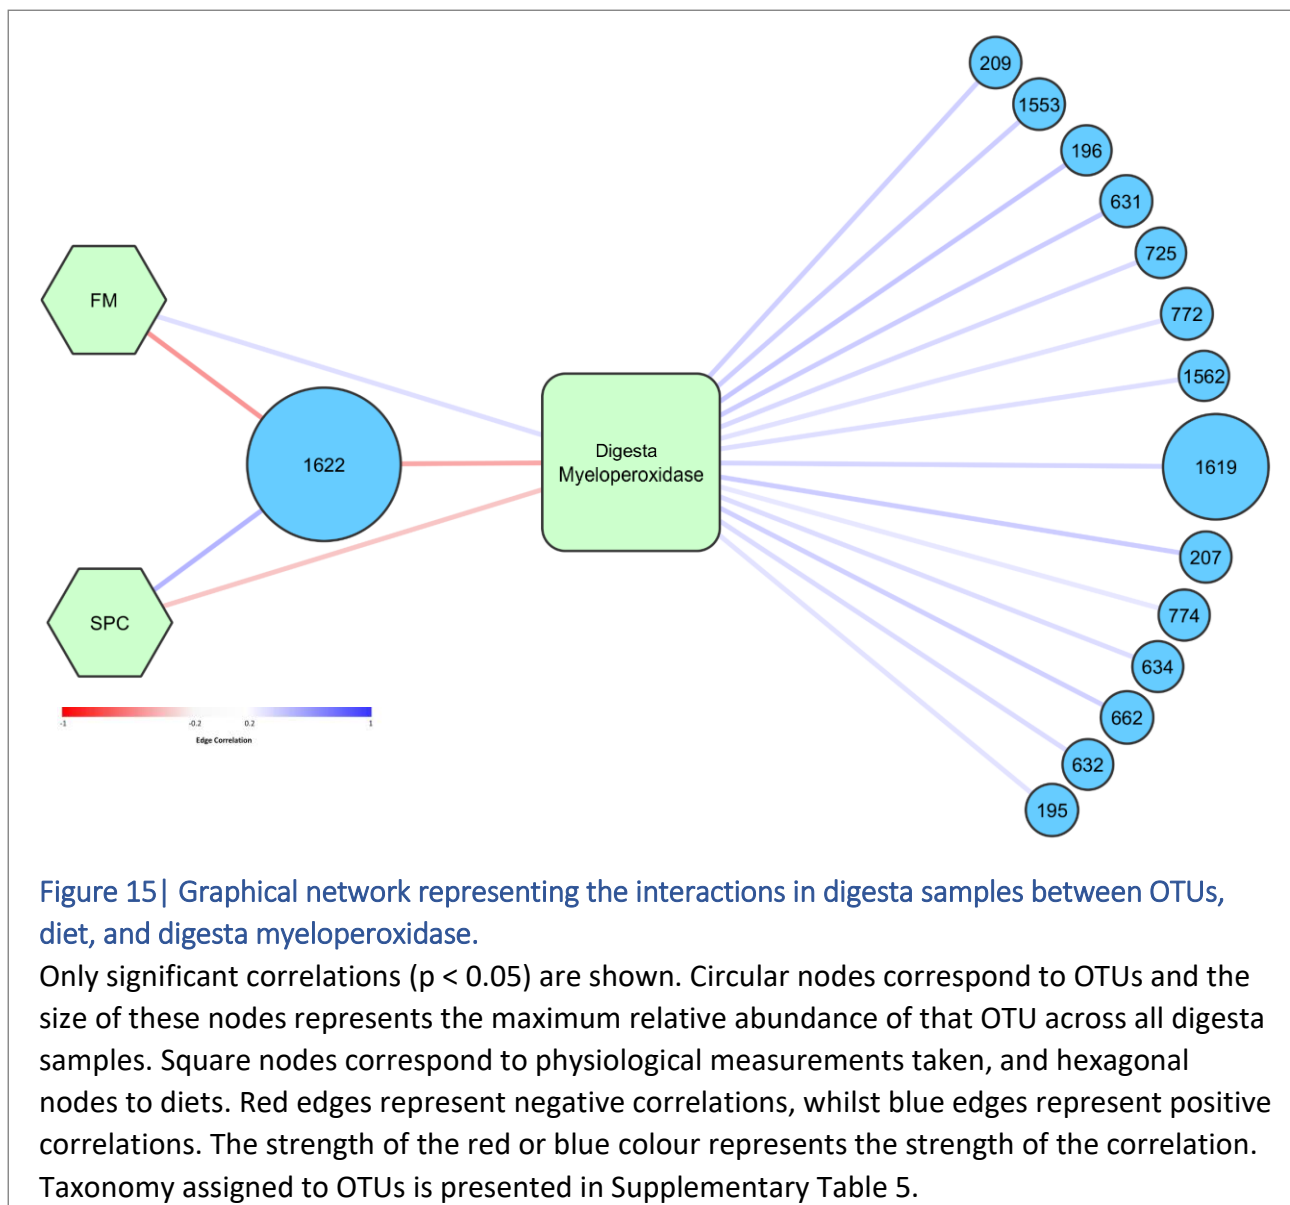 209
1553
196
631
725
772
1562
1619
207
774
634
662
632
195
FM
1622
SPC
Digesta
Myeloperoxidase
-1
-0.2
0.2
1
Edge Correlation
Figure 15| Graphical network representing the interactions in digesta samples between OTUs,
diet, and digesta myeloperoxidase.
Only significant correlations (p < 0.05) are shown. Circular nodes correspond to OTUs and the
size of these nodes represents the maximum relative abundance of that OTU across all digesta
samples. Square nodes correspond to physiological measurements taken, and hexagonal
nodes to diets. Red edges represent negative correlations, whilst blue edges represent positive
correlations. The strength of the red or blue colour represents the strength of the correlation.
Taxonomy assigned to OTUs is presented in Supplementary Table 5.